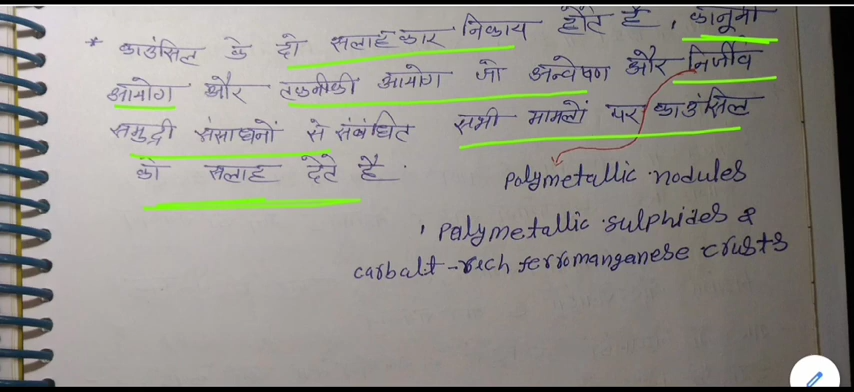 * काउंसिल के दो सलाहकार निकाय होते है, कानूनी
आयोग और तकनीकी आयोग जो अन्वेषण और निर्जीव
समुद्री संसाधनों से संबंधित सभी मामलों पर काउंसिल
को सलाह देते है.
Polymetallic nodules
, Polymetallic sulphides &
carbalt-rech ferromanganese crusts